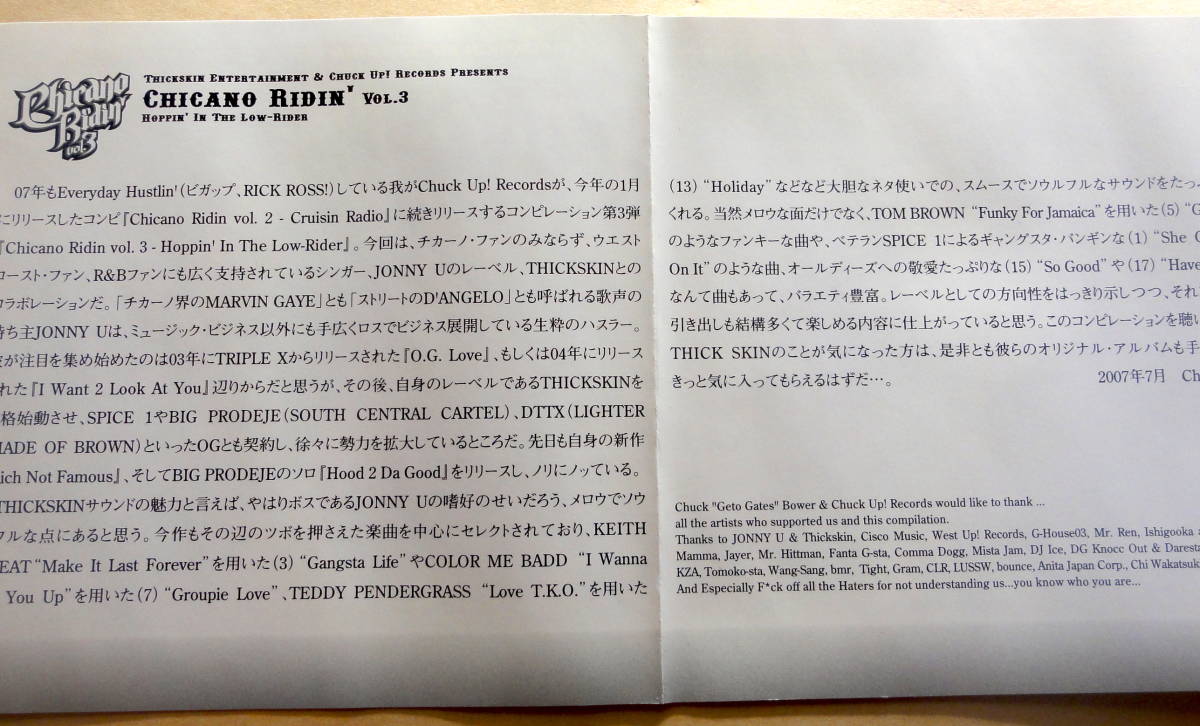 Chicano
Ridin'
vol.3
Thickskin Entertainment & Chuck Up! Records Presents
Chicano Ridin' Vol.3
Hoppin' In The Low-Rider
07年もEveryday Hustlin'(ビガップ、RICK ROSS!)している我がChuck Up! Recordsが、今年の1月
にリリースしたコンピ『Chicano Ridin vol. 2 - Cruisin Radio』に続きリリースするコンピレーション第3弾
『Chicano Ridin vol. 3 - Hoppin' In The Low-Rider』。今回は、チカーノ・ファンのみならず、ウエスト
コースト・ファン、R&Bファンにも広く支持されているシンガー、JONNY Uのレーベル、THICKSKINとの
コラボレーションだ。「チカーノ界のMARVIN GAYE」とも「ストリートのD'ANGELO」とも呼ばれる歌声の
持ち主JONNY Uは、ミュージック・ビジネス以外にも手広くロスでビジネス展開している生粋のハスラー。
が注目を集め始めたのは03年にTRIPLE Xからリリースされた『O.G. Love』、もしくは04年にリリース
された『I Want 2 Look At You』辺りからだと思うが、その後、自身のレーベルであるTHICKSKINを
格始動させ、SPICE 1やBIG PRODEJE(SOUTH CENTRAL CARTEL)、DTTX(LIGHTER
HADE OF BROWN)といったOGとも契約し、徐々に勢力を拡大しているところだ。先日も自身の新作
ich Not Famous』、そしてBIG PRODEJEのソロ『Hood 2 Da Good』をリリースし、ノリにノッている。
THICKSKINサウンドの魅力と言えば、やはりボスであるJONNY Uの嗜好のせいだろう、メロウでソウ
フルな点にあると思う。今作もその辺のツボを押さえた楽曲を中心にセレクトされており、KEITH
EAT "Make It Last Forever"を用いた(3) "Gangsta Life"やCOLOR ME BADD "I Wanna
You Up"を用いた(7) "Groupie Love"、TEDDY PENDERGRASS "Love T.K.O."を用いた
(13) "Holiday"などなど大胆なネタ使いでの、スムースでソウルフルなサウンドをたっぷ
くれる。当然メロウな面だけでなく、TOM BROWN "Funky For Jamaica"を用いた(5) "G
のようなファンキーな曲や、ベテランSPICE 1によるギャングスタ・バンギンな(1) "She G
On It"のような曲、オールディーズへの敬愛たっぷりな(15) "So Good"や(17) "Have
なんて曲もあって、バラエティ豊富。レーベルとしての方向性をはっきり示しつつ、それ
引き出しも結構多くて楽しめる内容に仕上がっていると思う。このコンピレーションを聴い
THICK SKINのことが気になった方は、是非とも彼らのオリジナル・アルバムも手
きっと気に入ってもらえるはずだ…。
2007年7月 Ch
Chuck "Geto Gates" Bower & Chuck Up! Records would like to thank ...
all the artists who supported us and this compilation.
Thanks to JONNY U & Thickskin, Cisco Music, West Up! Records, G-House03, Mr. Ren, Ishigooka
Mamma, Jayer, Mr. Hittman, Fanta G-sta, Comma Dogg, Mista Jam, DJ Ice, DG Knocc Out & Daresta
KZA, Tomoko-sta, Wang-Sang, bmr, Tight, Gram, CLR, LUSSW, bounce, Anita Japan Corp., Chi Wakatsuk
And Especially F*ck off all the Haters for not understanding us...you know who you are...